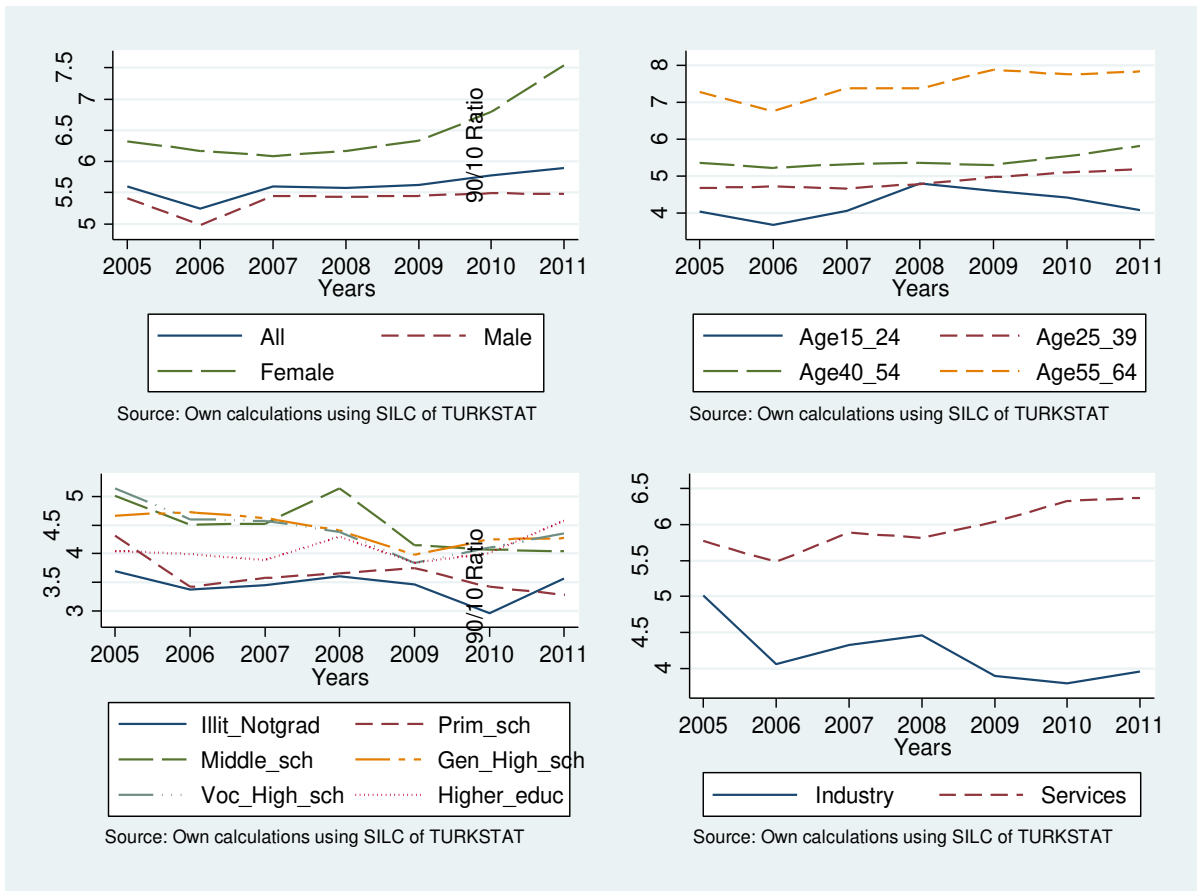 7.5
7
6.5
6
5.5
5
2005 2006 2007 2008 2009 2010 2011
Years
All Male
Female
Source: Own calculations using SILC of TURKSTAT
90/10 Ratio
8
7
6
5
4
2005 2006 2007 2008 2009 2010 2011
Years
Age15_24 Age25_39
Age40_54 Age55_64
Source: Own calculations using SILC of TURKSTAT
5
4.5
4
3.5
3
2005 2006 2007 2008 2009 2010 2011
Years
Illit_Notgrad Prim_sch
Middle_sch Gen_High_sch
Voc_High_sch Higher_educ
Source: Own calculations using SILC of TURKSTAT
90/10 Ratio
6.5
6
5.5
5
4.5
4
2005 2006 2007 2008 2009 2010 2011
Years
Industry Services
Source: Own calculations using SILC of TURKSTAT